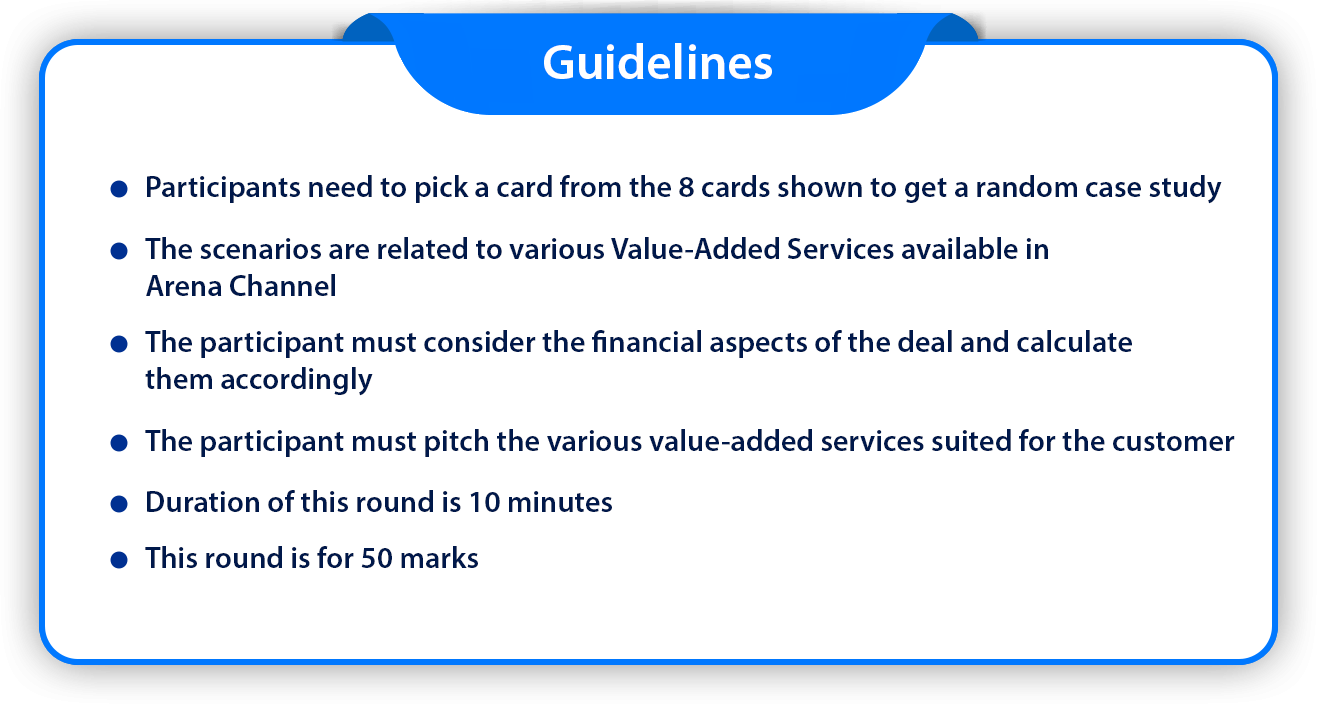 Guidelines
Participants need to pick a card from the 8 cards shown to get a random case study
The scenarios are related to various Value-Added Services available in
Arena Channel
The participant must consider the financial aspects of the deal and calculate
them accordingly
The participant must pitch the various value-added services suited for the customer
Duration of this round is 10 minutes
This round is for 50 marks